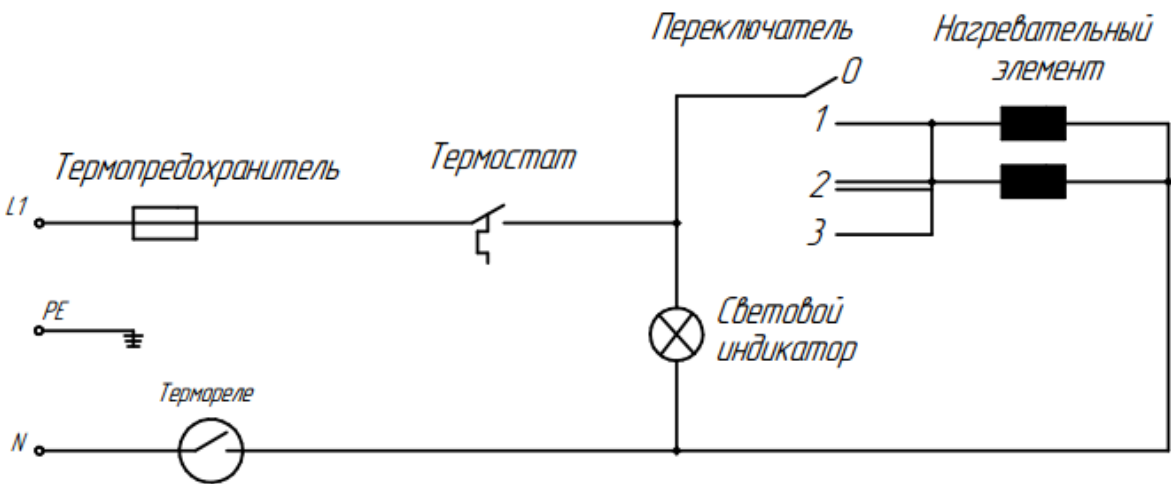 Переключатель
Нагревательный
элемент
0
1
2
3
Термопредохранитель
Термостат
L1
PE
Световой
индикатор
Термореле
N